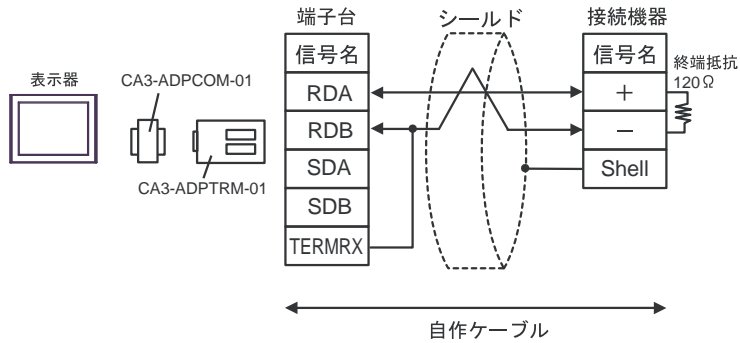 端子台
シールド
接続機器
信号名
信号名
終端抵抗
120Ω
表示器
CA3-ADPCOM-01
RDA
+
RDB
−
SDA
Shell
CA3-ADPTRM-01
SDB
TERMRX
自作ケーブル